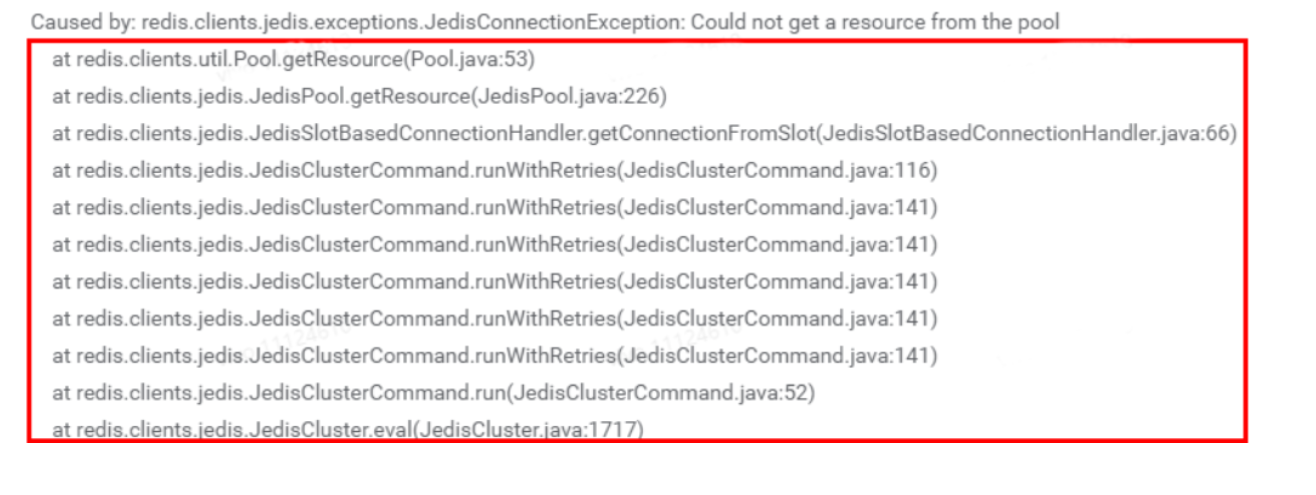 Caused by: redis.clients.jedis.exceptions.JedisConnectionException: Could not get a resource from the pool
at redis.clients.util.Pool.getResource(Pool.java:53)
at redis.clients.jedis.JedisPool.getResource(JedisPool.java:226)
at redis.clients.jedis.JedisSlotBasedConnectionHandler.getConnectionFromSlot(JedisSlotBasedConnectionHandler.java:66)
at redis.clients.jedis.JedisClusterCommand.runWithRetries(JedisClusterCommand.java:116)
at redis.clients.jedis.JedisClusterCommand.runWithRetries(JedisClusterCommand.java:141)
at redis.clients.jedis.JedisClusterCommand.runWithRetries(JedisClusterCommand.java:141)
at redis.clients.jedis.JedisClusterCommand.runWithRetries(JedisClusterCommand.java:141)
at redis.clients.jedis.JedisClusterCommand.runWithRetries(JedisClusterCommand.java:141)
at redis.clients.jedis.JedisClusterCommand.runWithRetries(JedisClusterCommand.java:141)
at redis.clients.jedis.JedisClusterCommand.run(JedisClusterCommand.java:52)
at redis.clients.jedis.JedisCluster.eval(JedisCluster.java:1717)